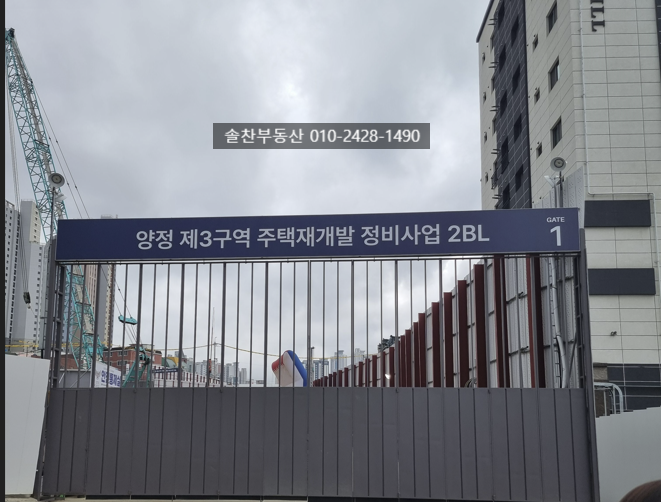 ILL
솔찬부동산 010-2428-1490
양정 제3구역 주택재개발 정비사업 2BL
GATE
1